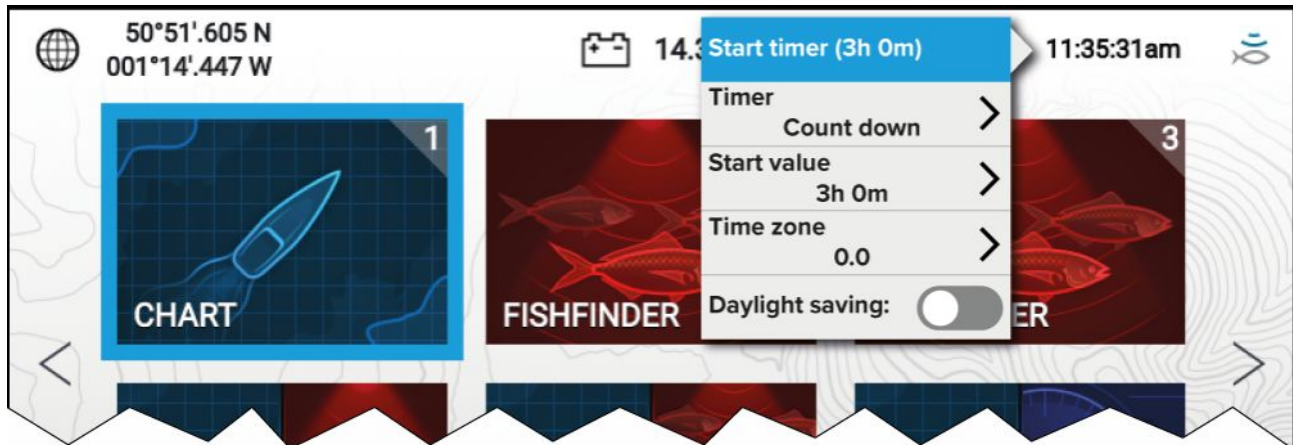 50°51'.605 N
001°14'.447 W
14.3
Start timer (3h 0m)
11:35:31am
Timer
Count down
Start value
3h 0m
Time zone
0.0
Daylight saving:
1
CHART
FISHFINDER
3
ER